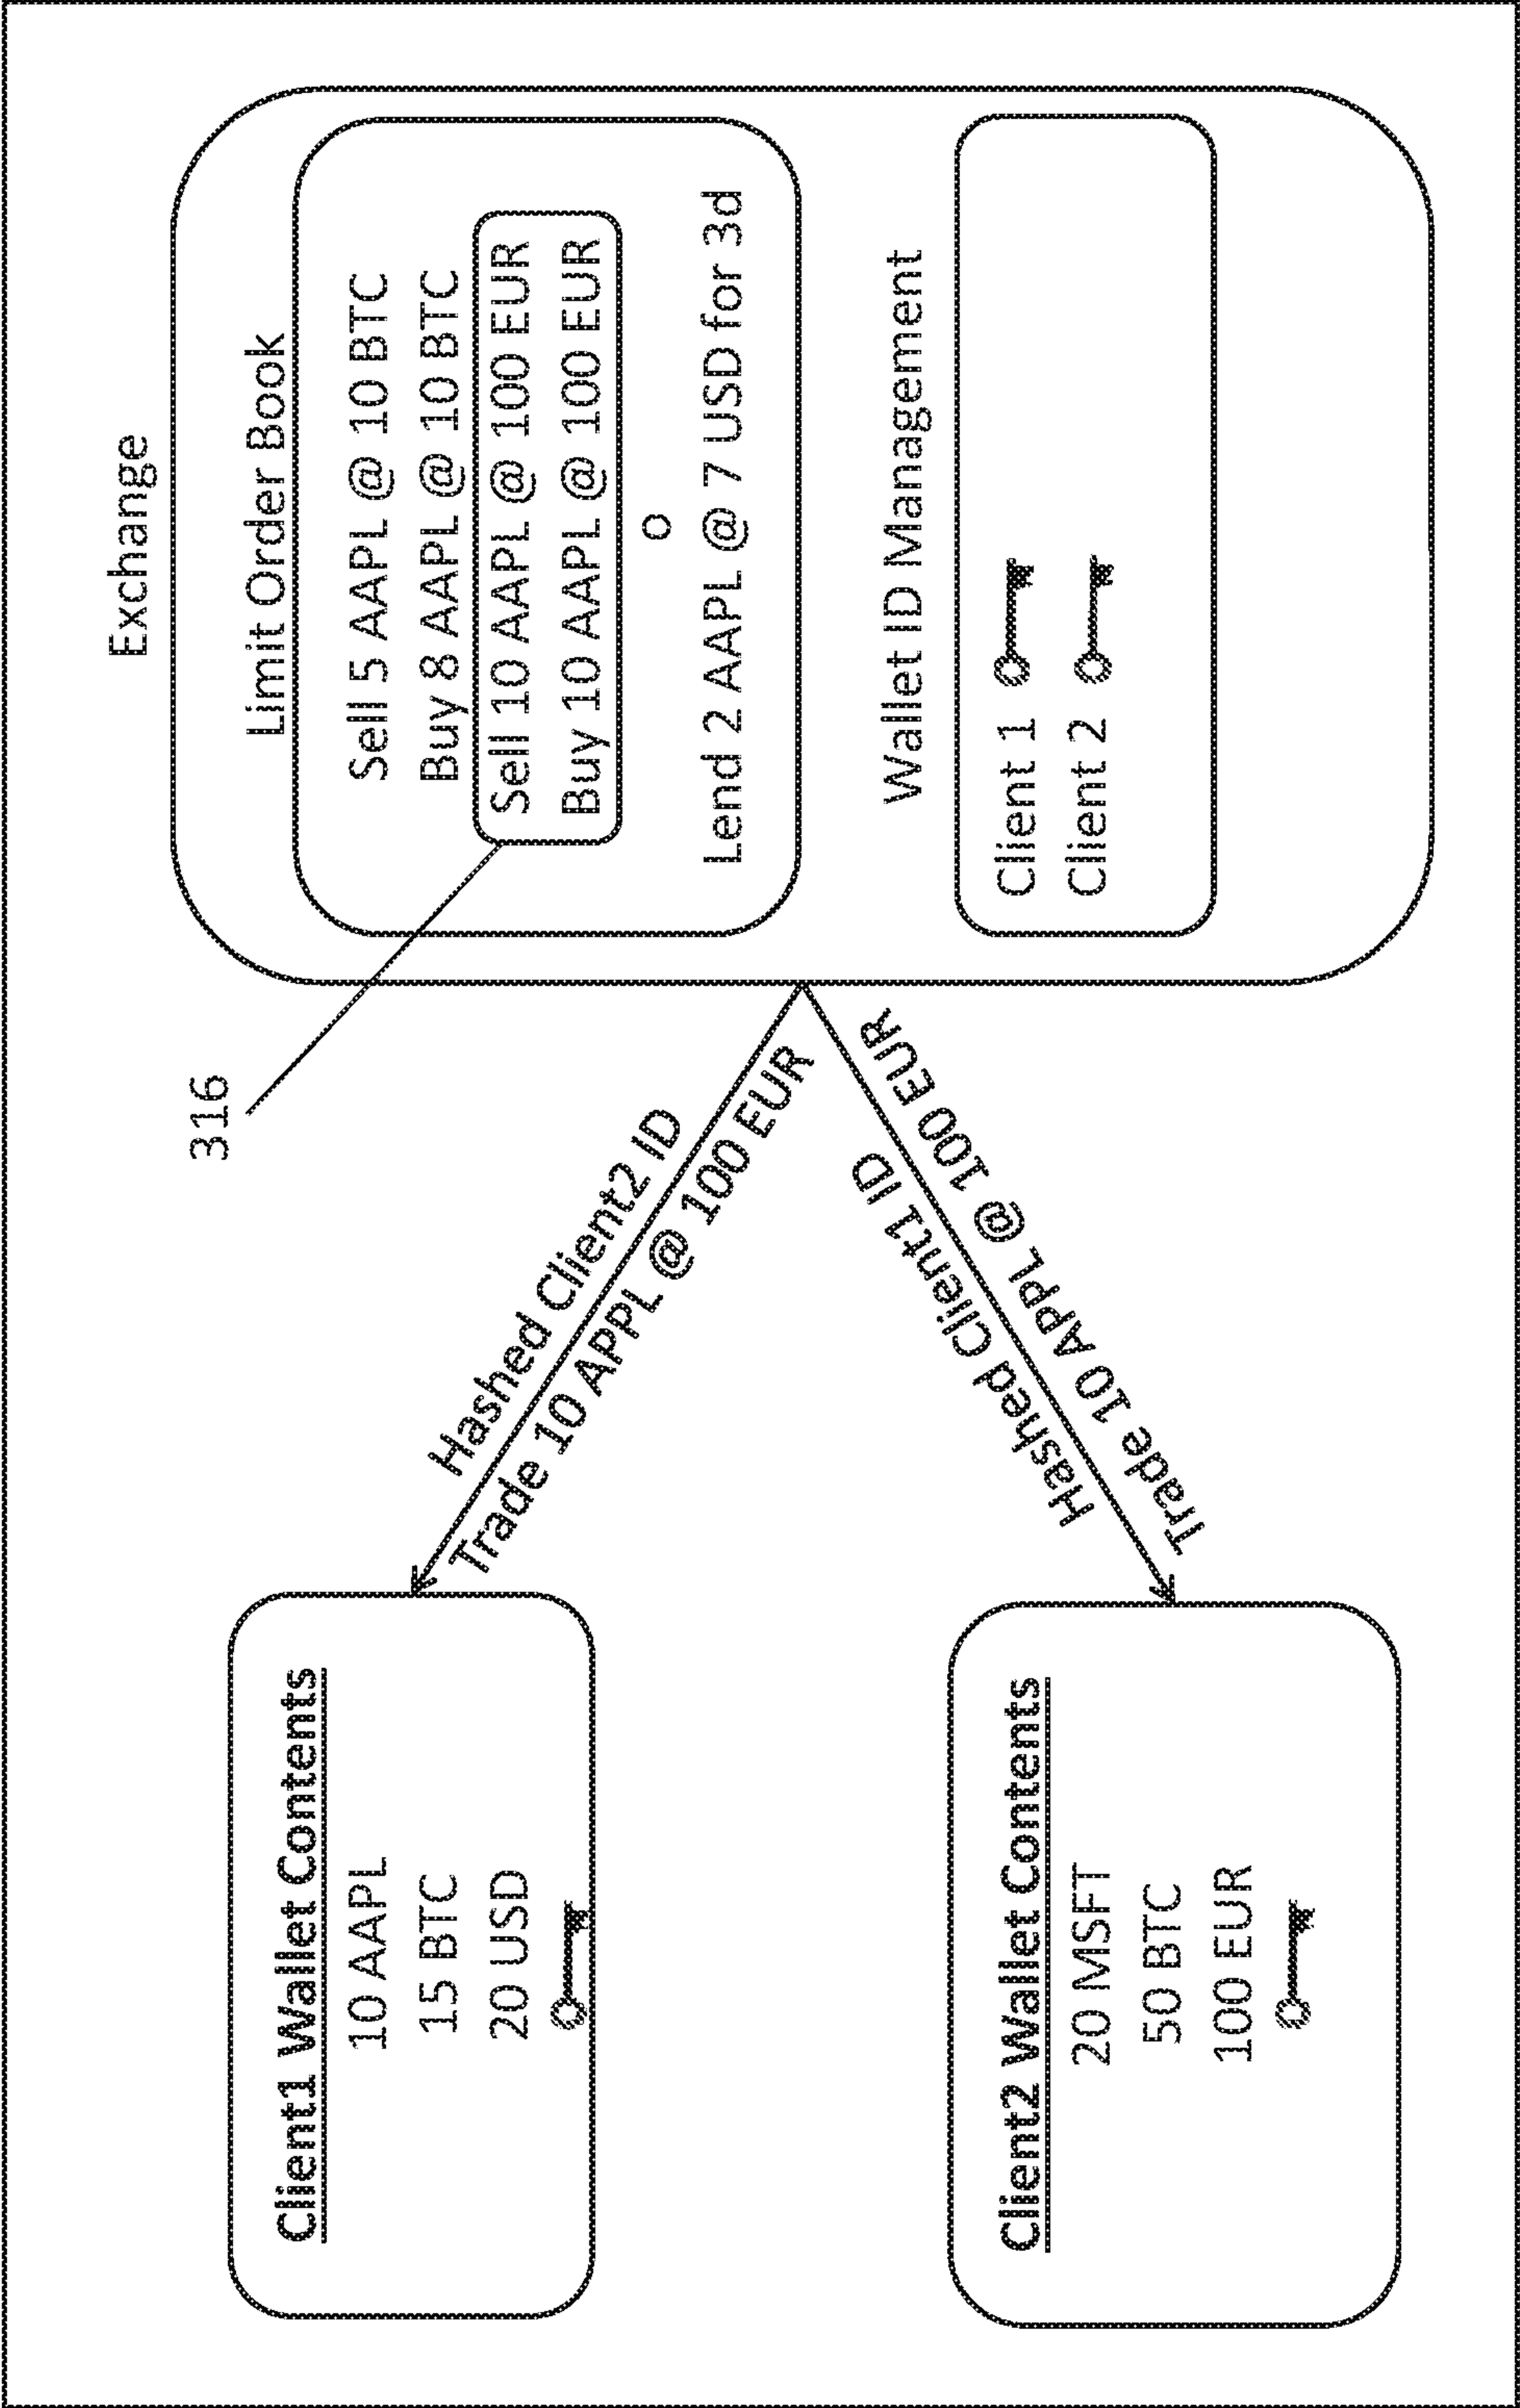 Exchange
Limit Order Book
Sell 5 AAPL @ 10 BTC
Buy 8 AAPL @ 10 BTC
Sell 10 AAPL @ 100 EUR
Buy 10 AAPL @ 100 EUR
Lend 2 AAPL @ 7 USD for 3d
Wallet ID Management
Client 1
Client 2
316
Hashed Client2 ID
Trade 10 APPL @ 100 EUR
Hashed Client1 ID
Trade 10 APPL @ 100 EUR
Client1 Wallet Contents
10 AAPL
15 BTC
20 USD
Client2 Wallet Contents
20 MSFT
50 BTC
100 EUR